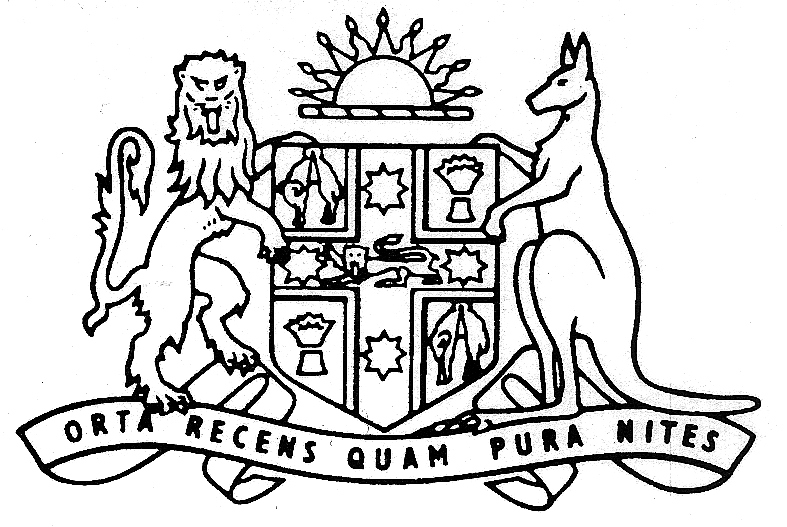 ORTA RECENS QUAM PURA NITES